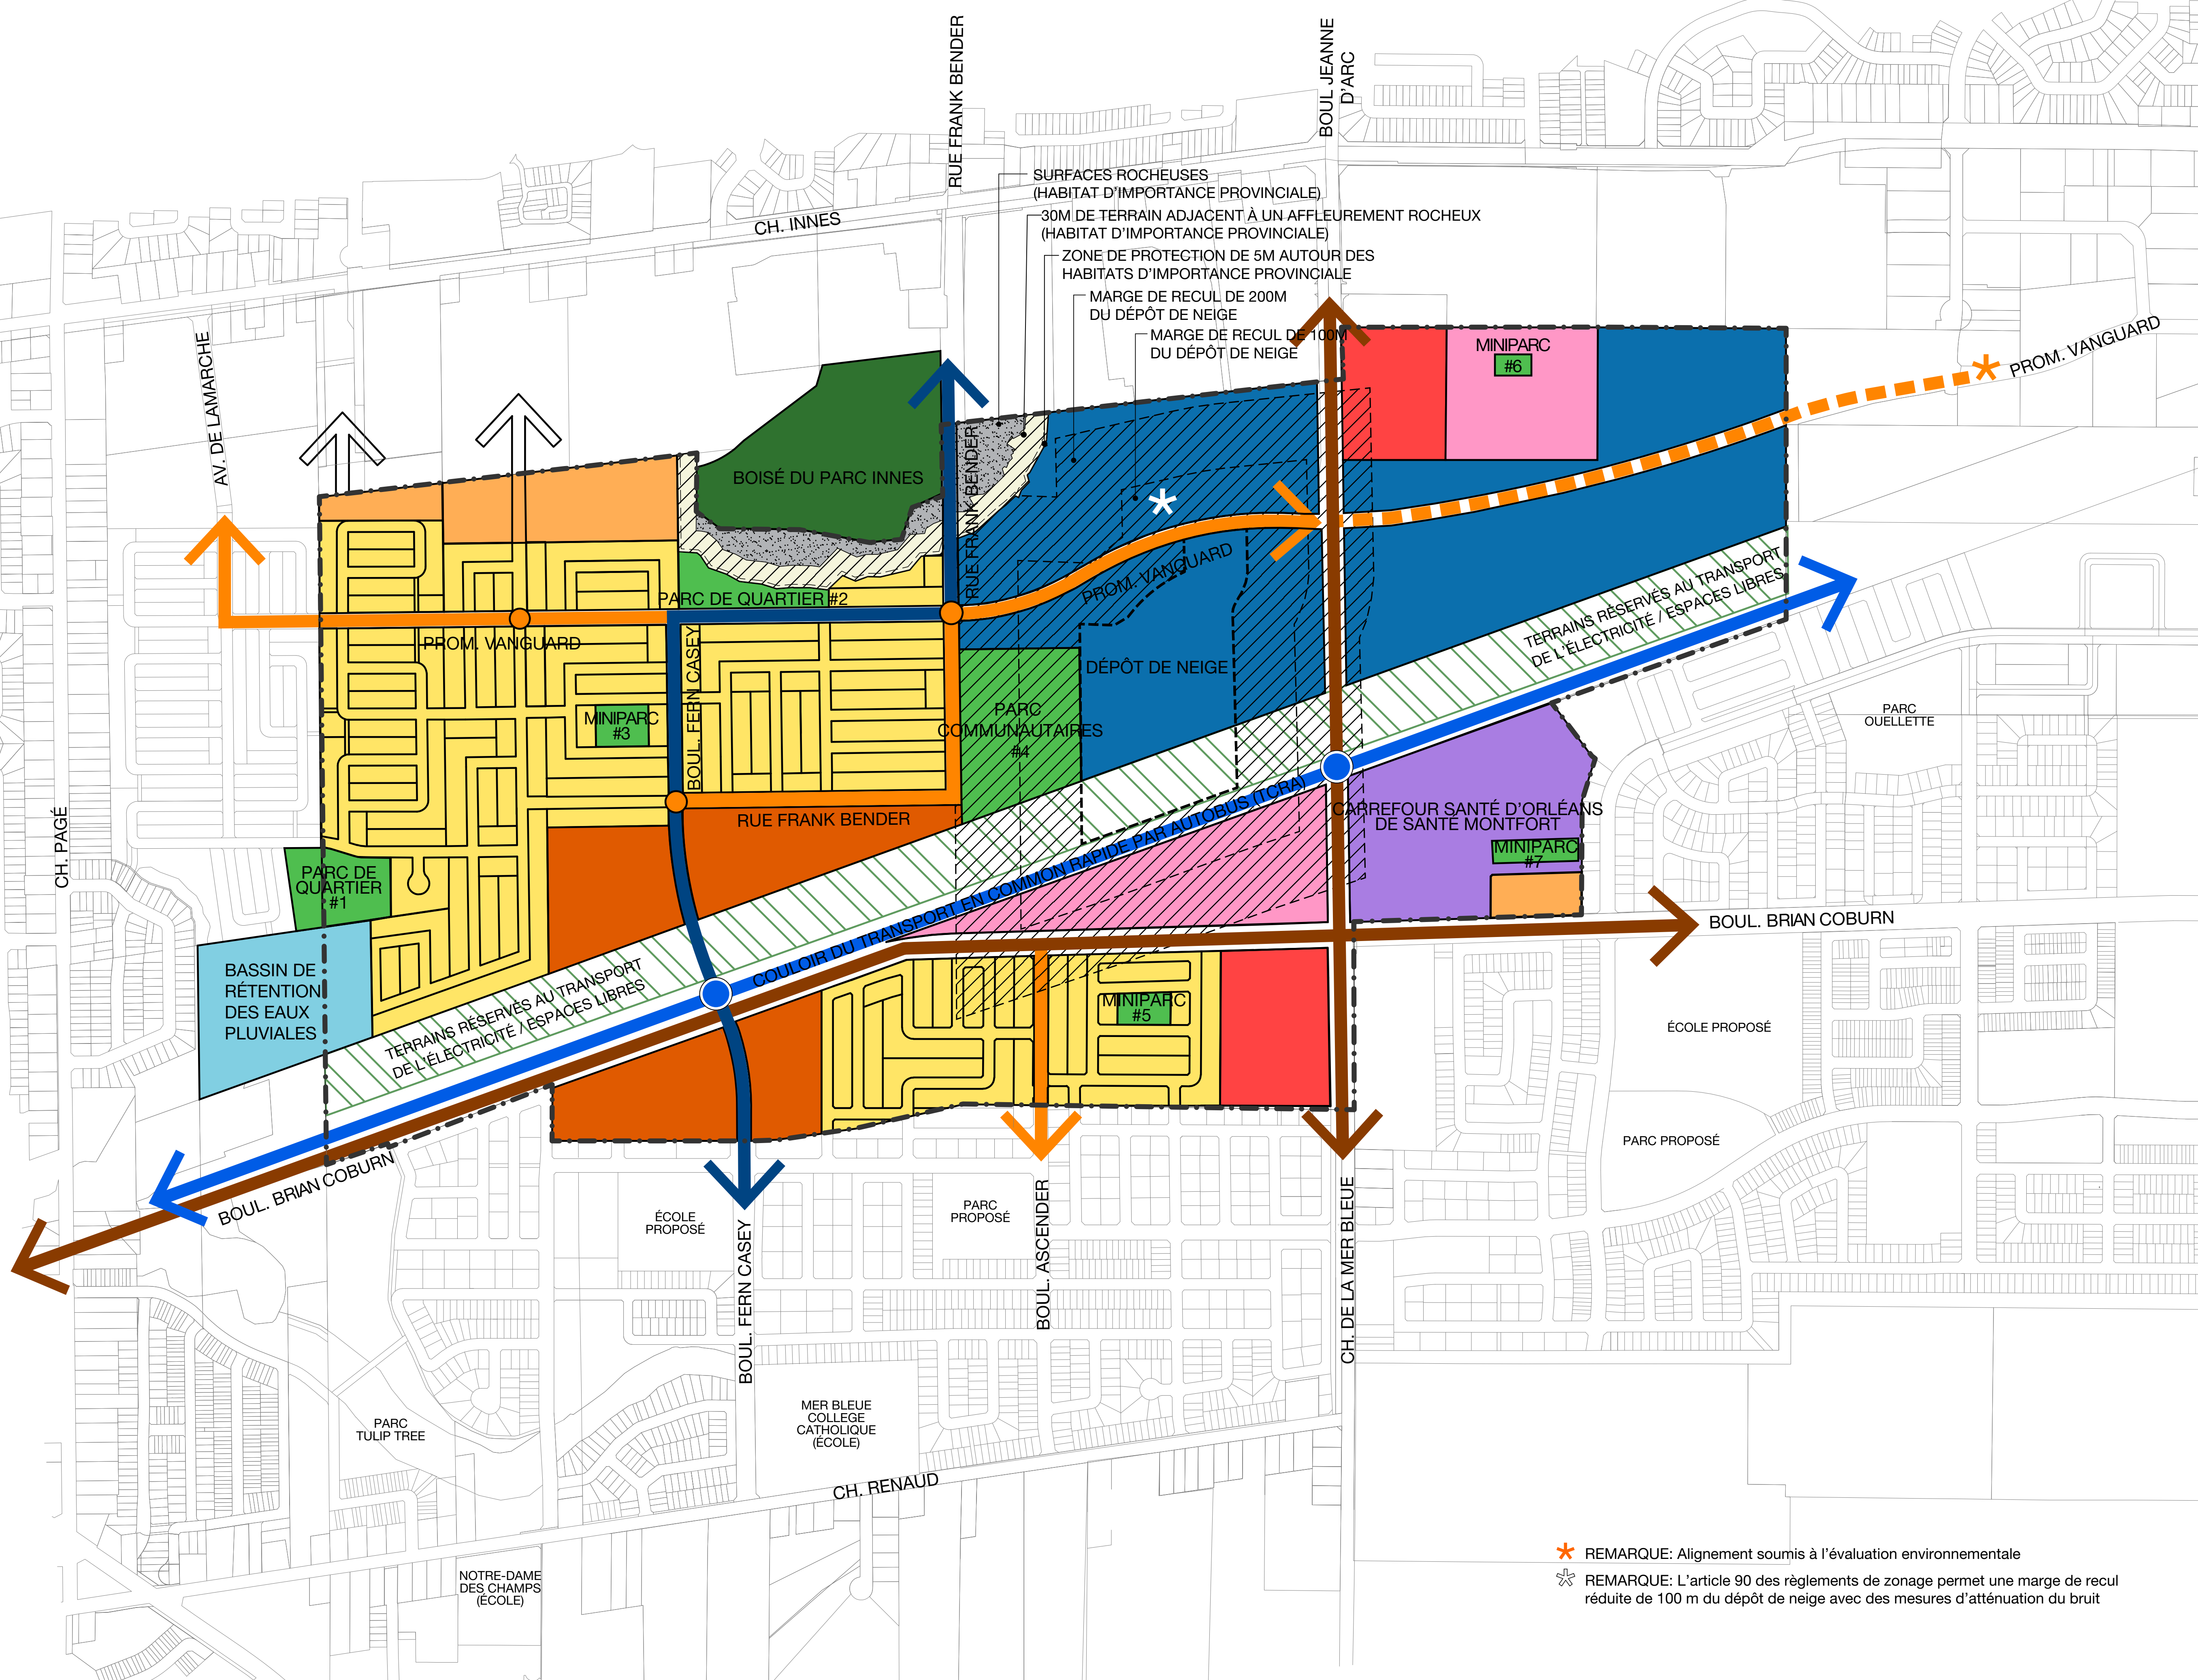 RUE FRANK BENDER
BOUL JEANNE
D'ARC
SURFACES ROCHEUSES
(HABITAT D'IMPORTANCE PROVINCIALE)
30M DE TERRAIN ADJACENT À UN AFFLEUREMENT ROCHEUX
(HABITAT D'IMPORTANCE PROVINCIALE)
ZONE DE PROTECTION DE 5M AUTOUR DES
HABITATS D'IMPORTANCE PROVINCIALE
MARGE DE RECUL DE 200M
DU DÉPÔT DE NEIGE
MARGE DE RECUL DE 100M
DU DÉPÔT DE NEIGE
CH. INNES
AV. DE LAMARCHE
MINIPARC
#6
PROM. VANGUARD
BOISÉ DU PARC INNES
RUE FRANK BENDER
PROM. VANGUARD
PARC DE QUARTIER #2
PROM. VANGUARD
TERRAINS RÉSERVÉS AU TRANSPORT
DE L'ÉLECTRICITÉ / ESPACES LIBRES
BOUL. FERN CASEY
DÉPÔT DE NEIGE
MINIPARC
#3
PARC
COMMUNAUTAIRES
#4
PARC
OUELLETTE
CH. PAGÉ
RUE FRANK BENDER
CARREFOUR SANTÉ D'ORLÉANS
DE SANTÉ MONTFORT
MINIPARC
#7
PARC DE
QUARTIER
#1
COULOIR DU TRANSPORT EN COMMON RAPIDE PAR AUTOBUS (TCRA)
BOUL. BRIAN COBURN
BASSIN DE
RÉTENTION
DES EAUX
PLUVIALES
TERRAINS RÉSERVÉS AU TRANSPORT
DE L'ÉLECTRICITÉ / ESPACES LIBRES
MINIPARC
#5
ÉCOLE PROPOSÉ
PARC PROPOSÉ
BOUL. BRIAN COBURN
ÉCOLE
PROPOSÉ
PARC
PROPOSÉ
BOUL. FERN CASEY
BOUL. ASCENDER
CH. DE LA MER BLEUE
PARC
TULIP TREE
MER BLEUE
COLLEGE
CATHOLIQUE
(ÉCOLE)
CH. RENAUD
NOTRE-DAME
DES CHAMPS
(ÉCOLE)
REMARQUE: Alignement soumis à l'évaluation environnementale
REMARQUE: L'article 90 des règlements de zonage permet une marge de recul
réduite de 100 m du dépôt de neige avec des mesures d'atténuation du bruit